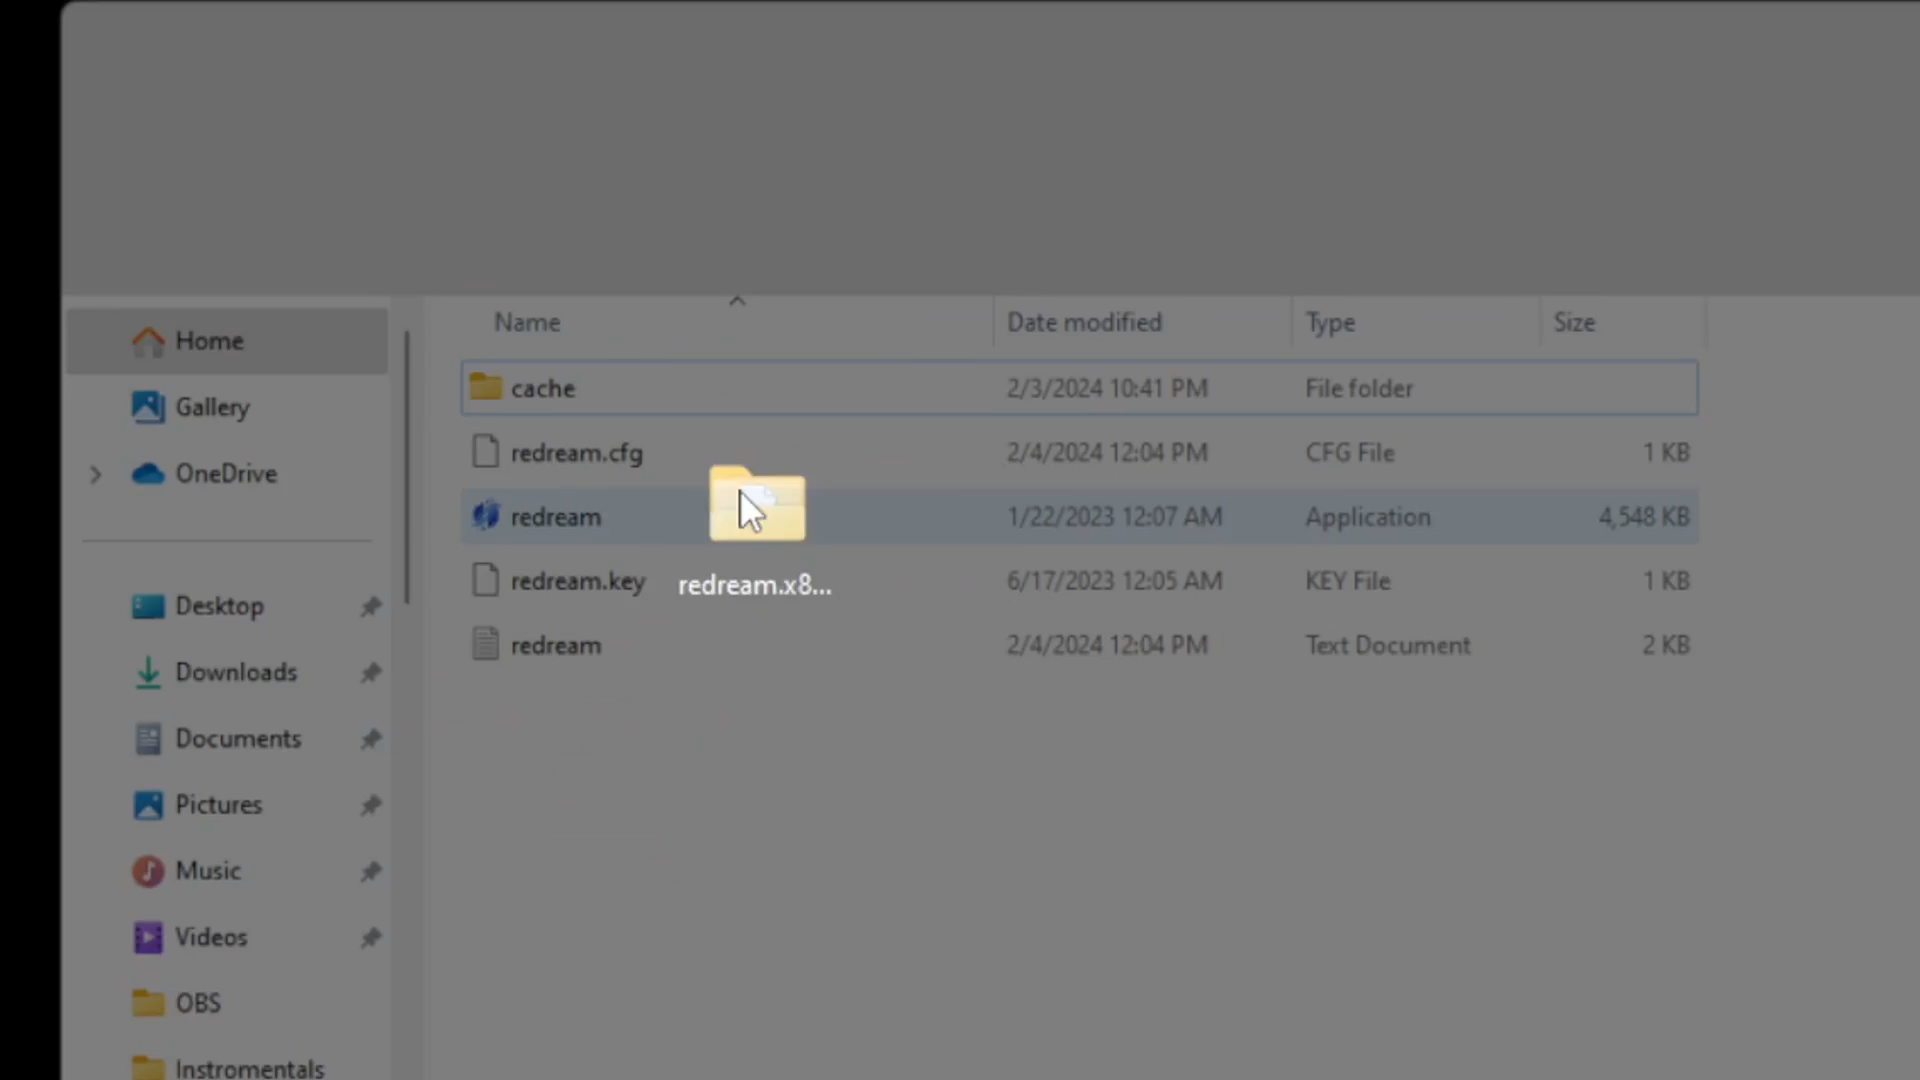 Name Date modified Type Size
Home
Gallery
OneDrive
Desktop
Downloads
Documents
Pictures
Music
Videos
OBS
Instromentals
cache 2/3/2024 10:41 PM File folder
redream.cfg 2/4/2024 12:04 PM CFG File 1 KB
redream 1/22/2023 12:07 AM Application 4,548 KB
redream.key 6/17/2023 12:05 AM KEY File 1 KB
redream.x8...
redream 2/4/2024 12:04 PM Text Document 2 KB